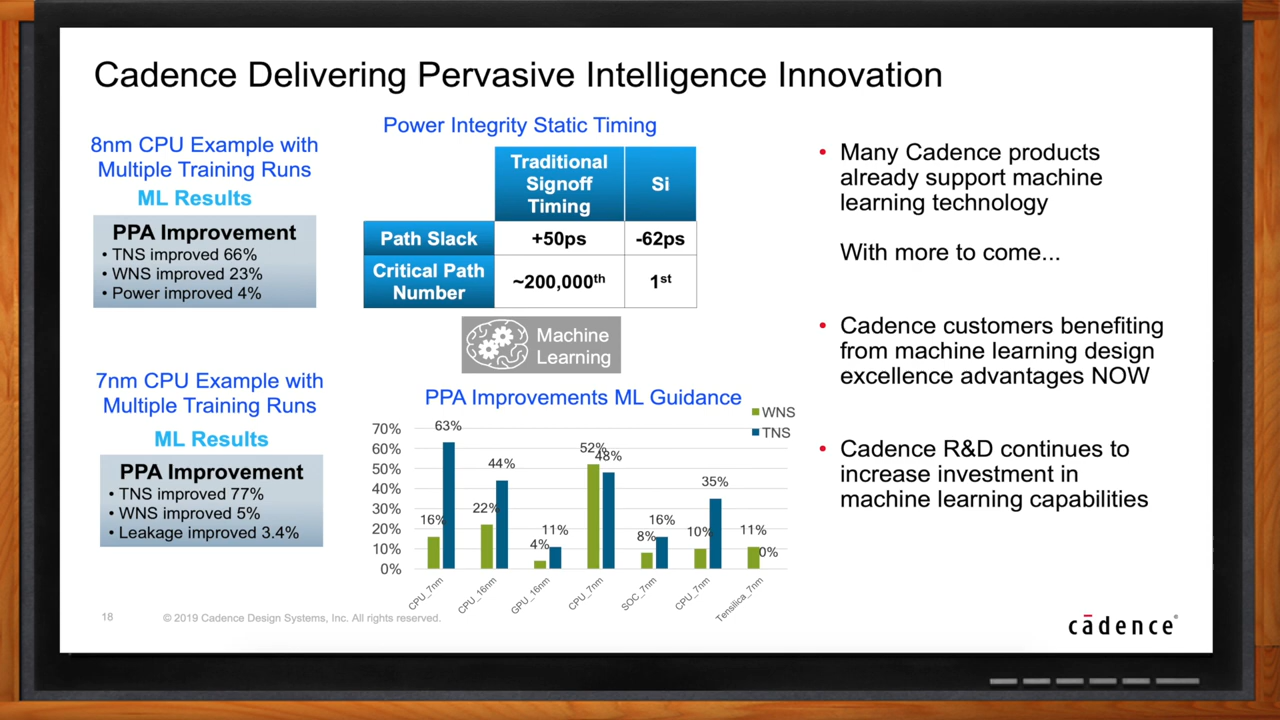 Cadence Delivering Pervasive Intelligence Innovation
8nm CPU Example with
Multiple Training Runs
ML Results
PPA Improvement
• TNS improved 66%
• WNS improved 23%
• Power improved 4%
7nm CPU Example with
Multiple Training Runs
ML Results
PPA Improvement
• TNS improved 77%
• WNS improved 5%
• Leakage improved 3.4%
Power Integrity Static Timing
Traditional
Signoff
Timing
Si
Path Slack +50ps -62ps
Critical Path
Number
~200,000th 1st
Machine
Learning
PPA Improvements ML Guidance
WNS
TNS
70%
60%
50%
40%
30%
20%
10%
0%
16% 63%
22% 44%
4% 11%
52% 48%
8% 16%
10% 35%
11% 0%
CPU_7nm
CPU_16nm
GPU_16nm
CPU_7nm
SOC_7nm
CPU_7nm
Tensilica_7nm
• Many Cadence products
already support machine
learning technology
With more to come...
• Cadence customers benefiting
from machine learning design
excellence advantages NOW
• Cadence R&D continues to
increase investment in
machine learning capabilities
18
© 2019 Cadence Design Systems, Inc. All rights reserved.
cādence®